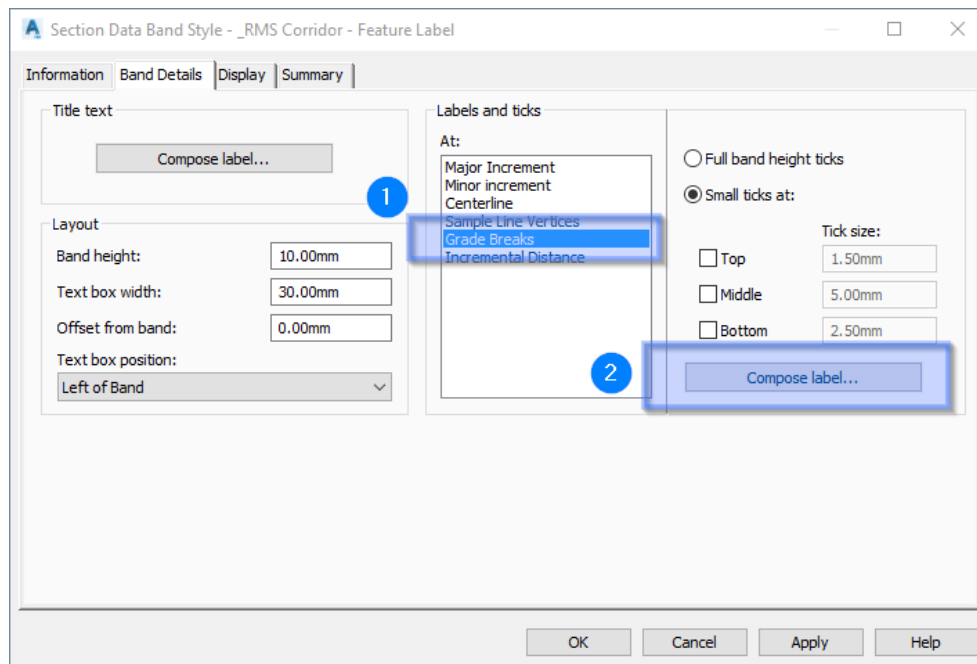 Section Data Band Style - _RMS Corridor - Feature Label
Information
Band Details
Display
Summary
Title text
Compose label...
1
Layout
Band height:
10.00mm
Text box width:
30.00mm
Offset from band:
0.00mm
Text box position:
Left of Band
Labels and ticks
At:
Major Increment
Minor increment
Centerline
Sample Line Vertices
Grade Breaks
Incremental Distance
Full band height ticks
Small ticks at:
Tick size:
Top
1.50mm
Middle
5.00mm
Bottom
2.50mm
2
Compose label...
OK
Cancel
Apply
Help